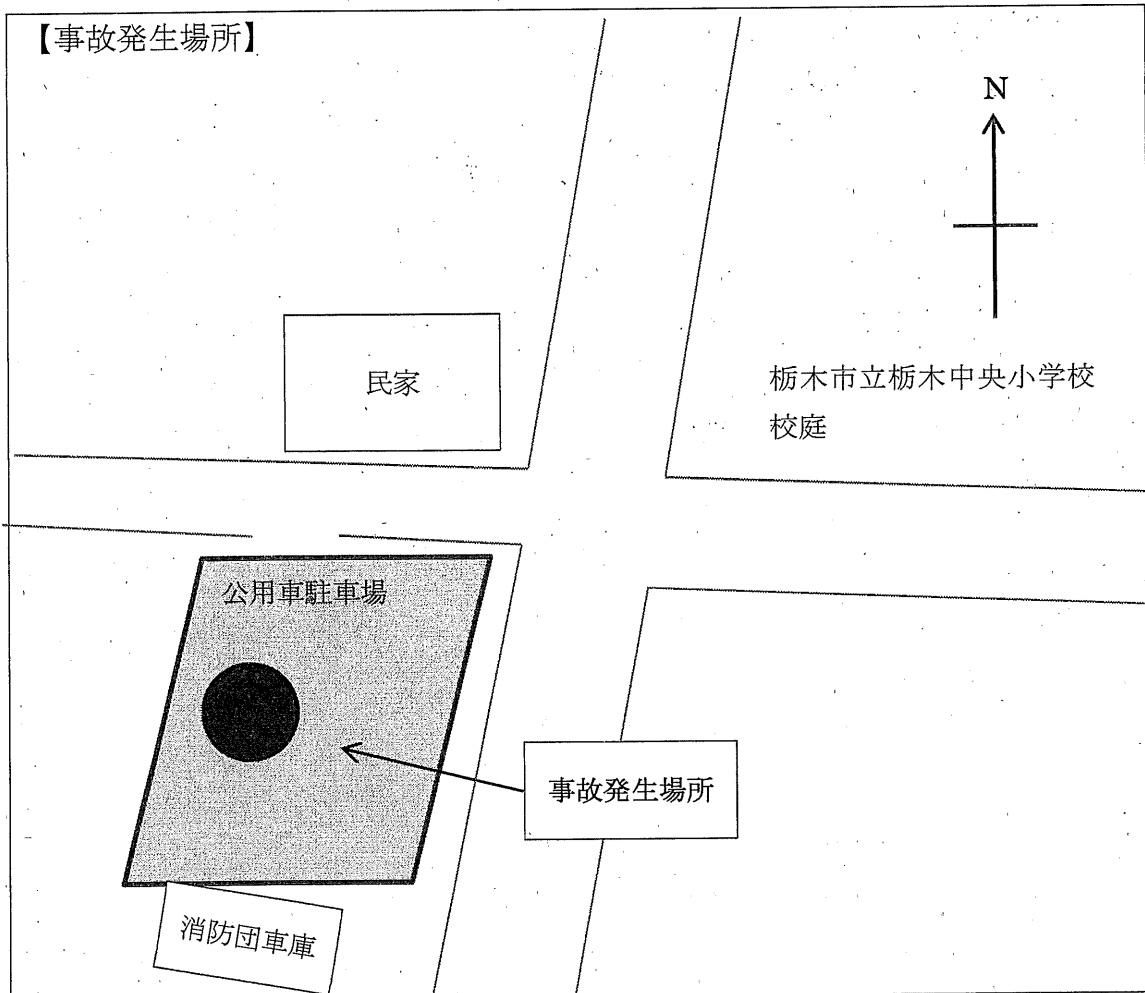 【事故発生場所】
N
民家
栃木市立栃木中央小学校
校庭
公用車駐車場
事故発生場所
消防団車庫